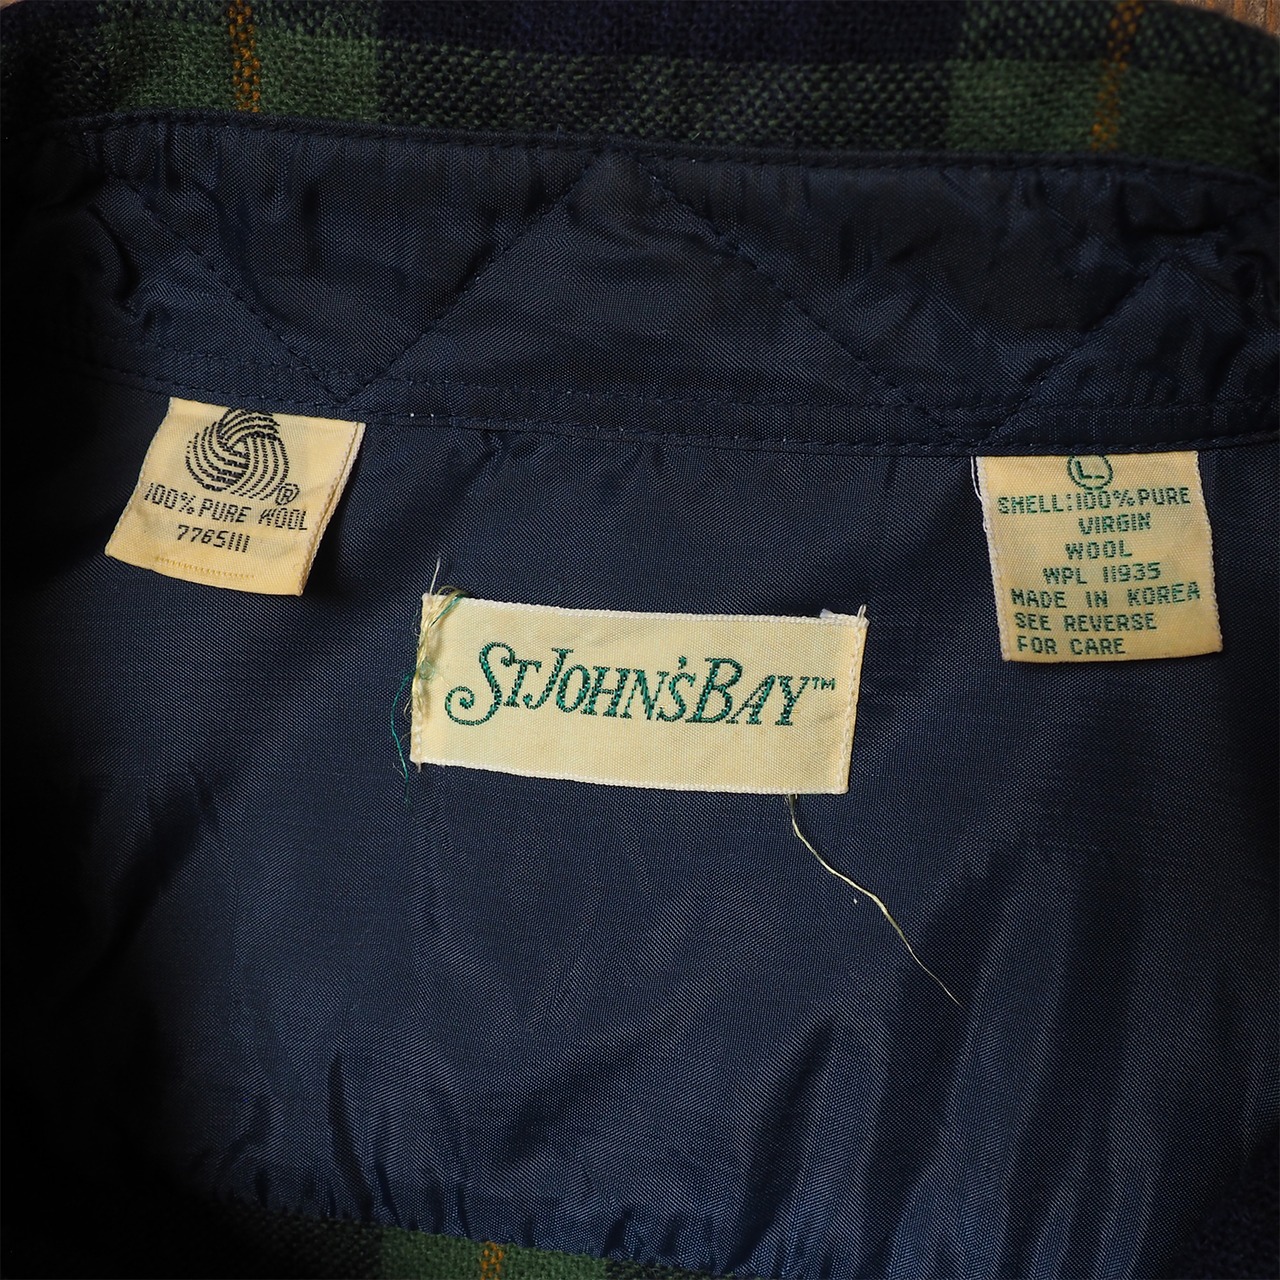 ®
100% PURE WOOL
7765111
ST JOHN'S BAY™
L
SHELL:100% PURE
VIRGIN
WOOL
WPL 11935
MADE IN KOREA
SEE REVERSE
FOR CARE